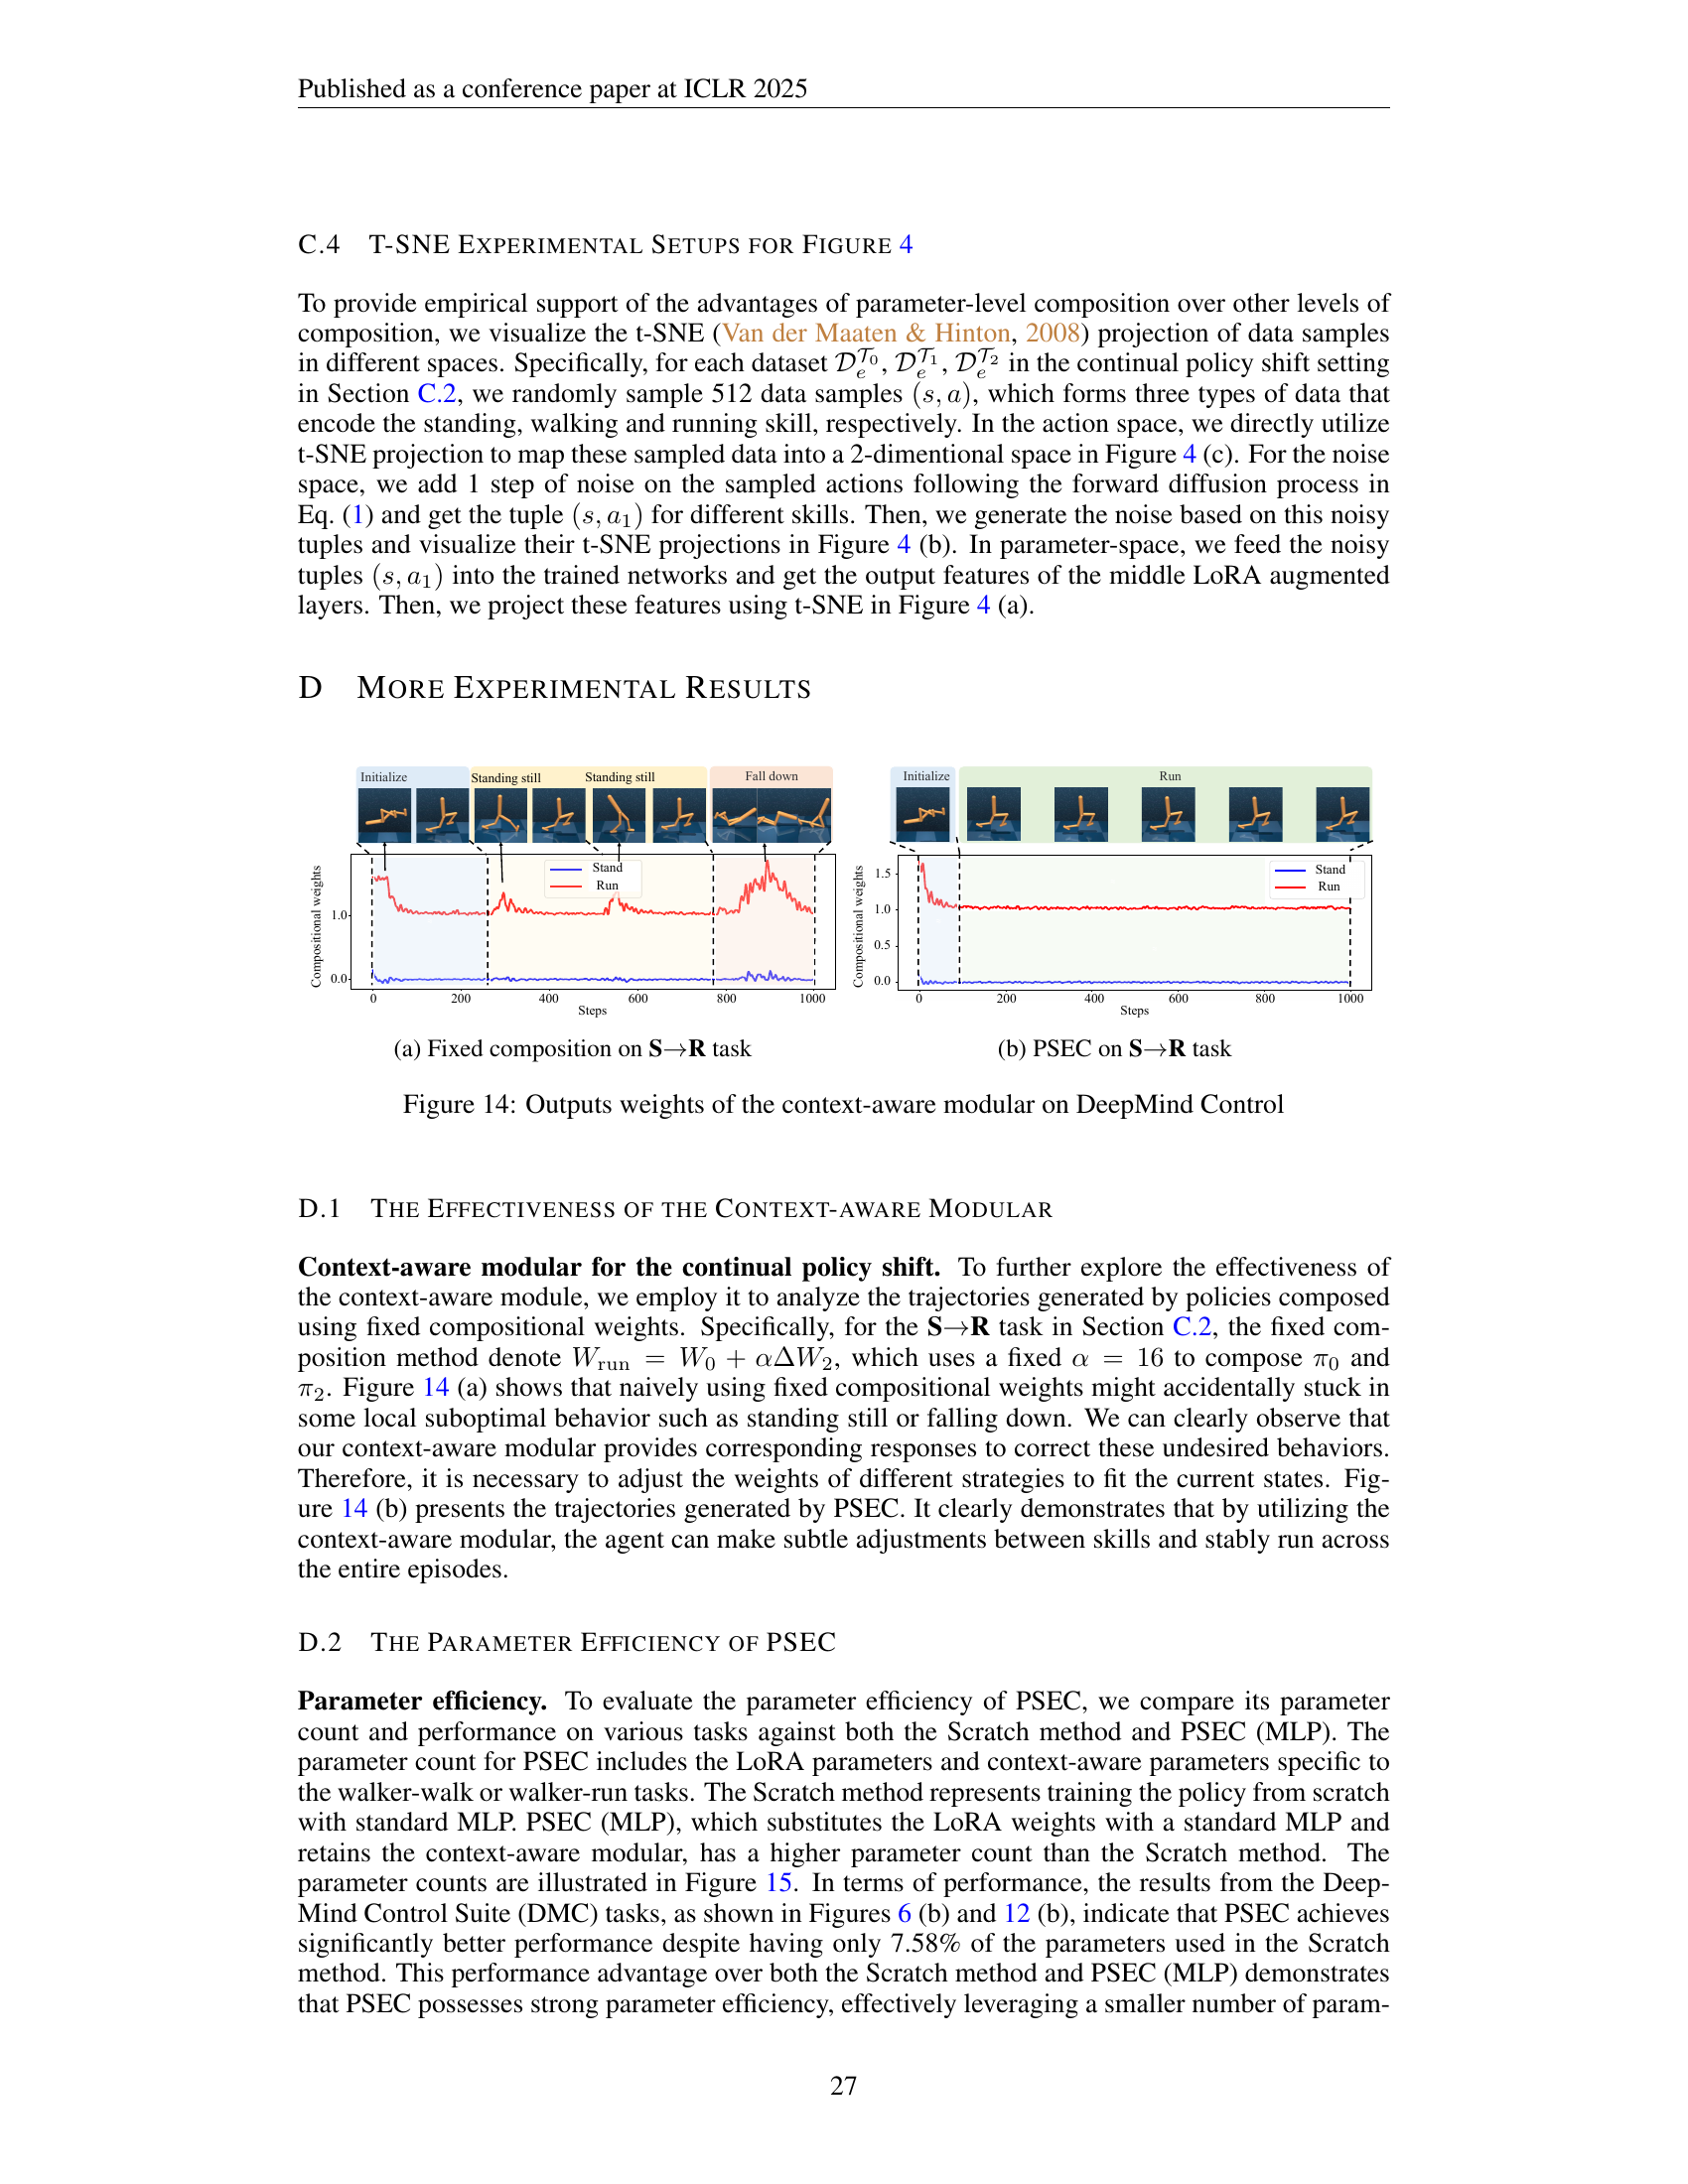 Published as a conference paper at ICLR 2025
C.4 T-SNE EXPERIMENTAL SETUPS FOR FIGURE 4
To provide empirical support of the advantages of parameter-level composition over other levels of
composition, we visualize the t-SNE (Van der Maaten & Hinton, 2008) projection of data samples
in different spaces. Specifically, for each dataset $\mathcal{D}_e^{\mathcal{T}_0}, \mathcal{D}_e^{\mathcal{T}_1}, \mathcal{D}_e^{\mathcal{T}_2}$ in the continual policy shift setting
in Section C.2, we randomly sample 512 data samples $(s, a)$, which forms three types of data that
encode the standing, walking and running skill, respectively. In the action space, we directly utilize
t-SNE projection to map these sampled data into a 2-dimentional space in Figure 4 (c). For the noise
space, we add 1 step of noise on the sampled actions following the forward diffusion process in
Eq. (1) and get the tuple $(s, a_1)$ for different skills. Then, we generate the noise based on this noisy
tuples and visualize their t-SNE projections in Figure 4 (b). In parameter-space, we feed the noisy
tuples $(s, a_1)$ into the trained networks and get the output features of the middle LoRA augmented
layers. Then, we project these features using t-SNE in Figure 4 (a).
D MORE EXPERIMENTAL RESULTS
Initialize Standing still Standing still Fall down
Compositional weights
Stand
Run
1.0
0.0
0 200 400 600 800 1000
Steps
(a) Fixed composition on S→R task
Initialize Run
Compositional weights
Stand
Run
1.5
1.0
0.5
0.0
0 200 400 600 800 1000
Steps
(b) PSEC on S→R task
Figure 14: Outputs weights of the context-aware modular on DeepMind Control
D.1 THE EFFECTIVENESS OF THE CONTEXT-AWARE MODULAR
Context-aware modular for the continual policy shift. To further explore the effectiveness of
the context-aware module, we employ it to analyze the trajectories generated by policies composed
using fixed compositional weights. Specifically, for the S→R task in Section C.2, the fixed com-
position method denote $W_{\mathrm{run}} = W_0 + \alpha\Delta W_2$, which uses a fixed $\alpha = 16$ to compose $\pi_0$ and
$\pi_2$. Figure 14 (a) shows that naively using fixed compositional weights might accidentally stuck in
some local suboptimal behavior such as standing still or falling down. We can clearly observe that
our context-aware modular provides corresponding responses to correct these undesired behaviors.
Therefore, it is necessary to adjust the weights of different strategies to fit the current states. Fig-
ure 14 (b) presents the trajectories generated by PSEC. It clearly demonstrates that by utilizing the
context-aware modular, the agent can make subtle adjustments between skills and stably run across
the entire episodes.
D.2 THE PARAMETER EFFICIENCY OF PSEC
Parameter efficiency. To evaluate the parameter efficiency of PSEC, we compare its parameter
count and performance on various tasks against both the Scratch method and PSEC (MLP). The
parameter count for PSEC includes the LoRA parameters and context-aware parameters specific to
the walker-walk or walker-run tasks. The Scratch method represents training the policy from scratch
with standard MLP. PSEC (MLP), which substitutes the LoRA weights with a standard MLP and
retains the context-aware modular, has a higher parameter count than the Scratch method. The
parameter counts are illustrated in Figure 15. In terms of performance, the results from the Deep-
Mind Control Suite (DMC) tasks, as shown in Figures 6 (b) and 12 (b), indicate that PSEC achieves
significantly better performance despite having only 7.58% of the parameters used in the Scratch
method. This performance advantage over both the Scratch method and PSEC (MLP) demonstrates
that PSEC possesses strong parameter efficiency, effectively leveraging a smaller number of param-
27